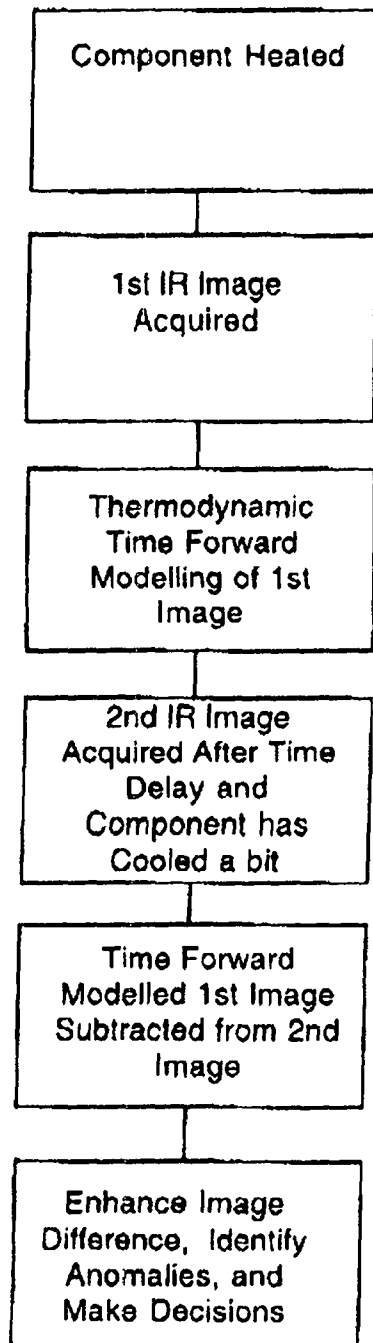 Component Heated
1st IR Image
Acquired
Thermodynamic
Time Forward
Modelling of 1st
Image
2nd IR Image
Acquired After Time
Delay and
Component has
Cooled a bit
Time Forward
Modelled 1st Image
Subtracted from 2nd
Image
Enhance Image
Difference, Identify
Anomalies, and
Make Decisions